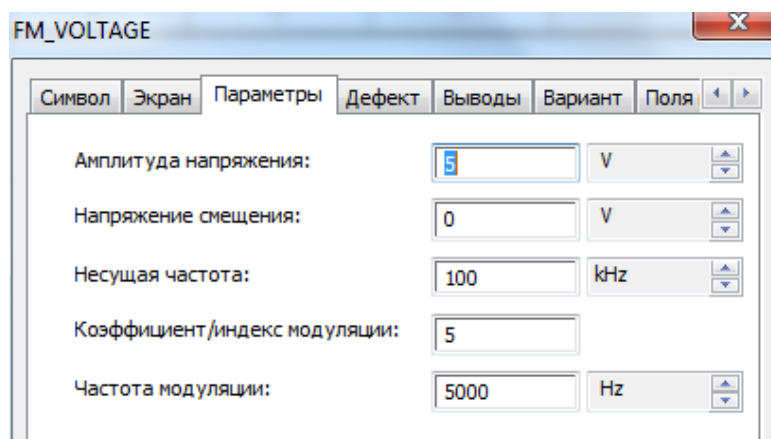 FM_VOLTAGE
Символ Экран Параметры Дефект Выводы Вариант Поля
Амплитуда напряжения: 5 V
Напряжение смещения: 0 V
Несущая частота: 100 kHz
Коэффициент/индекс модуляции: 5
Частота модуляции: 5000 Hz